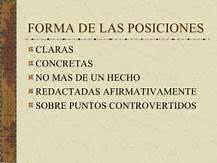 FORMA DE LAS POSICIONES
CLARAS
CONCRETAS
NO MAS DE UN HECHO
REDACTADAS AFIRMATIVAMENTE
SOBRE PUNTOS CONTROVERTIDOS